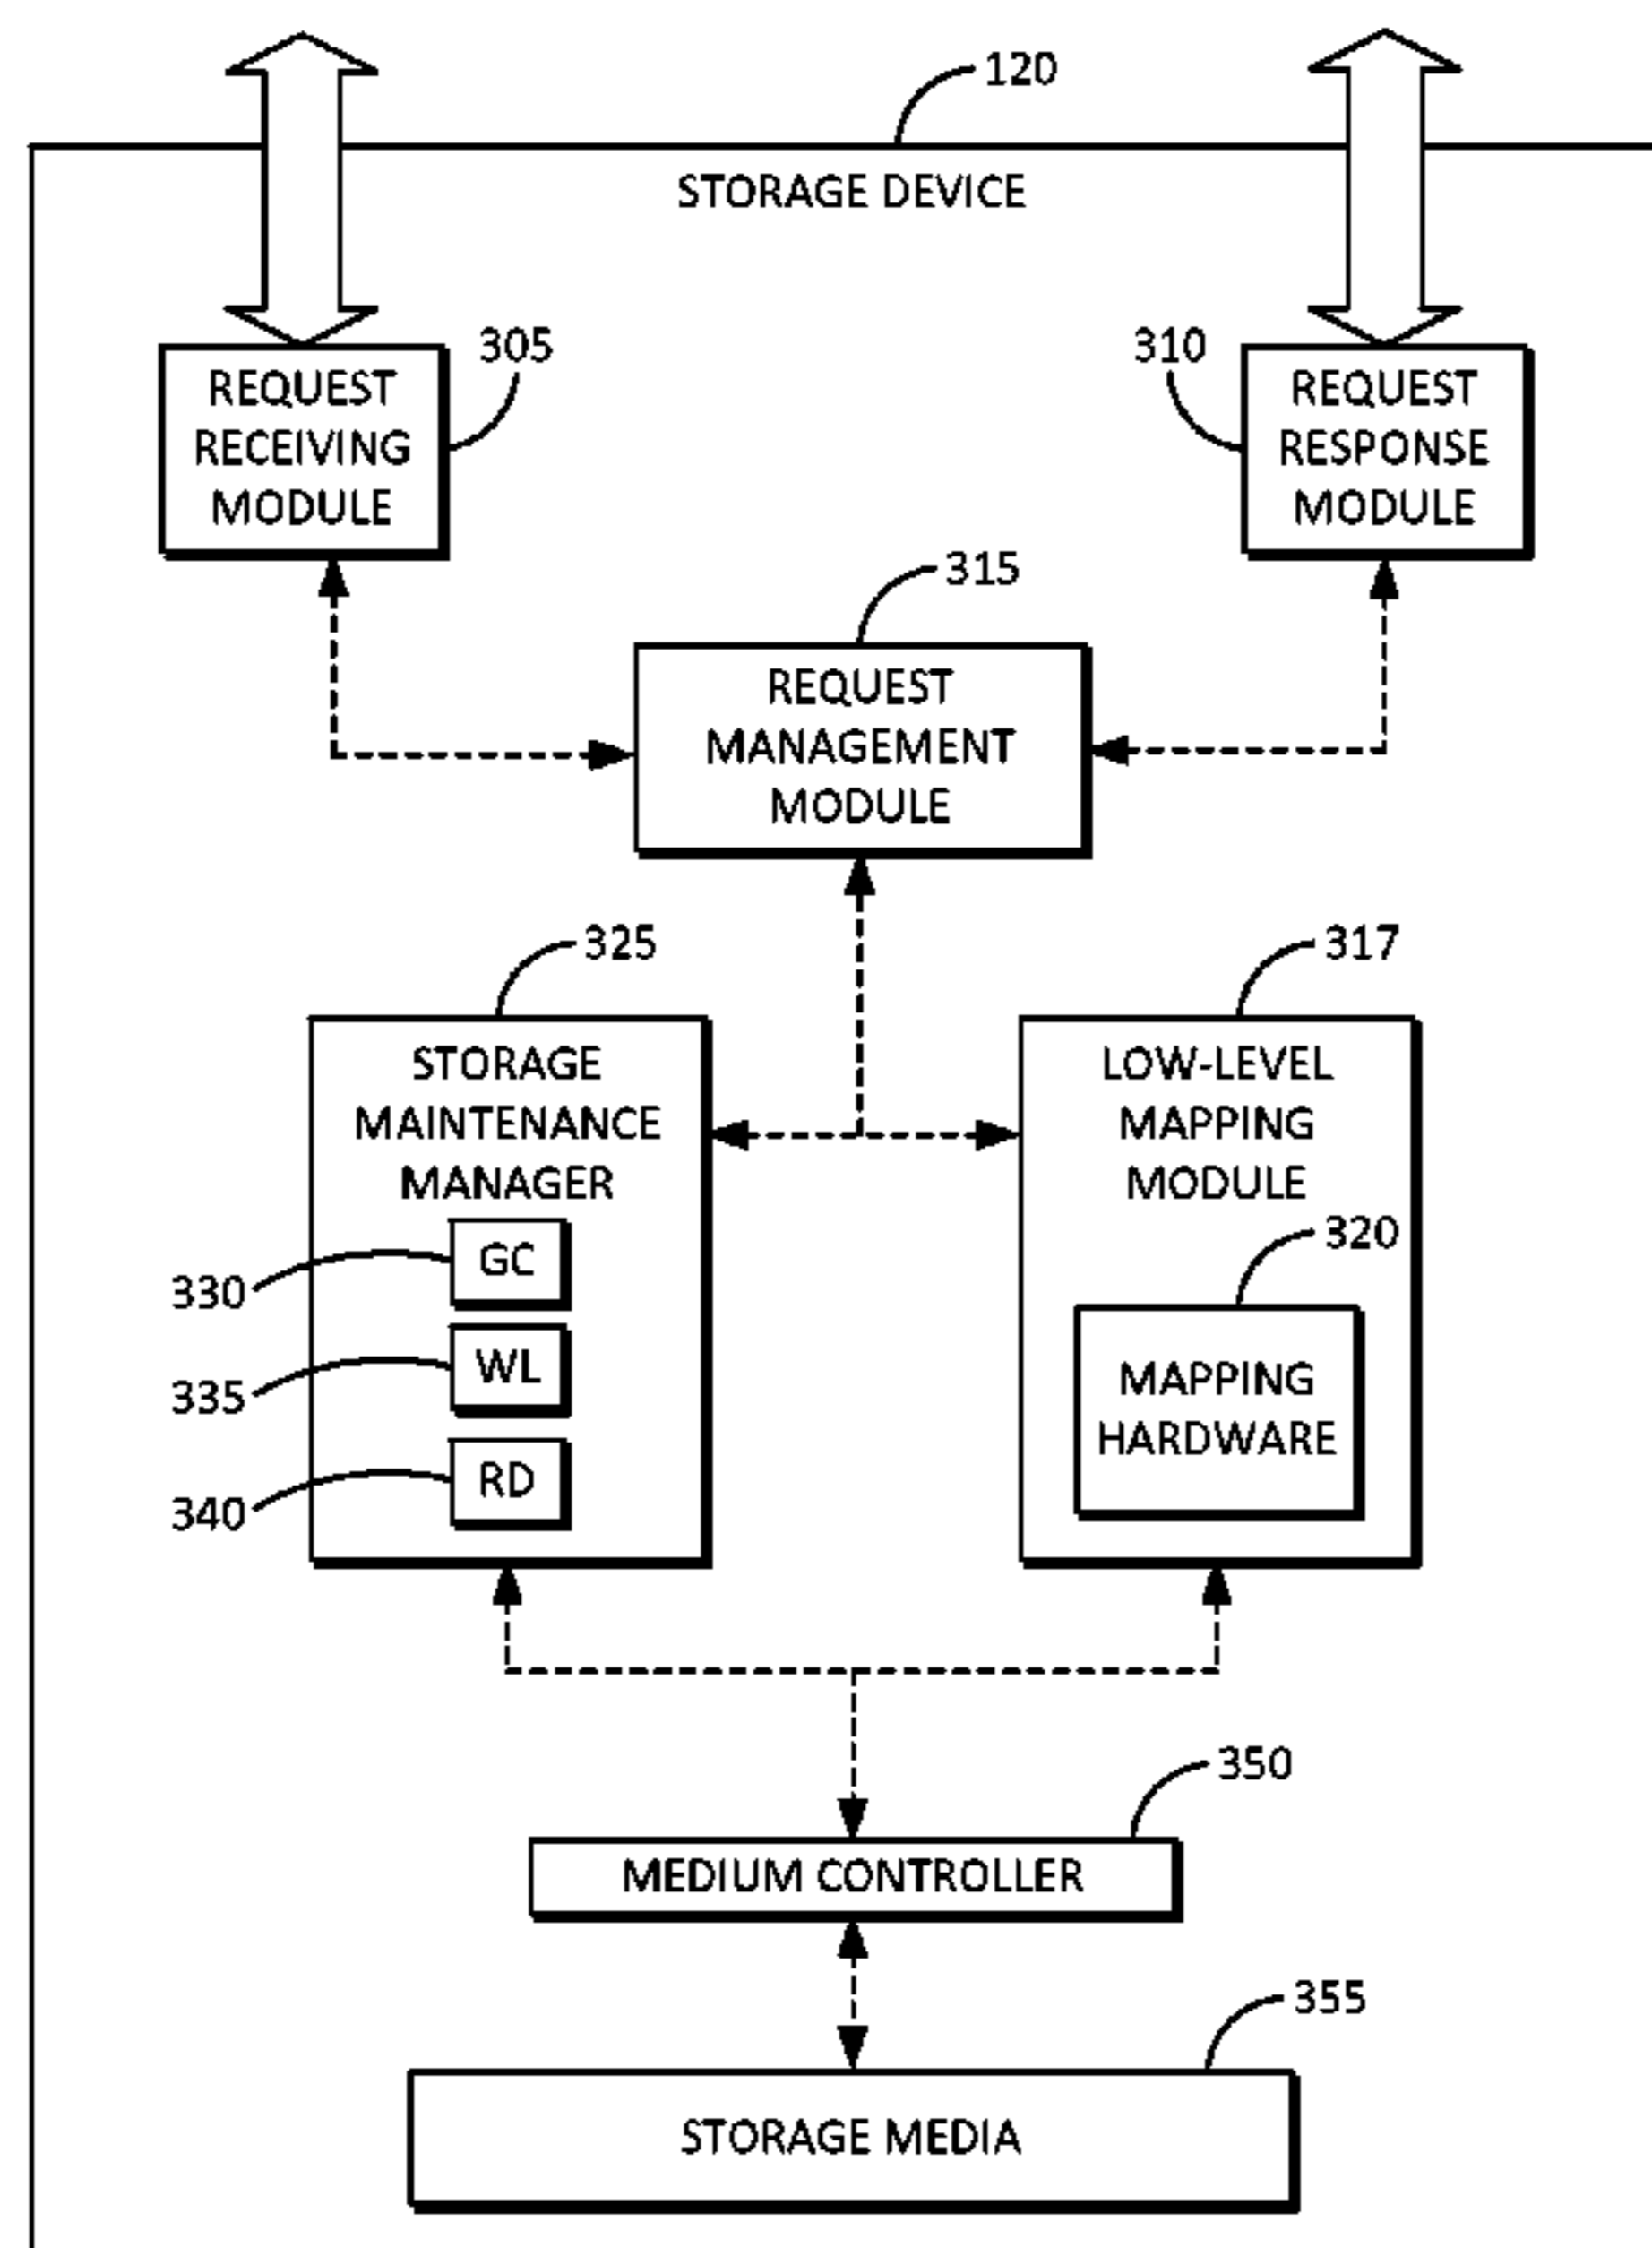 120
STORAGE DEVICE
305
310
REQUEST
RECEIVING
MODULE
REQUEST
RESPONSE
MODULE
315
REQUEST
MANAGEMENT
MODULE
325
317
STORAGE
MAINTENANCE
MANAGER
LOW-LEVEL
MAPPING
MODULE
320
330
GC
335
WL
340
RD
MAPPING
HARDWARE
350
MEDIUM CONTROLLER
355
STORAGE MEDIA